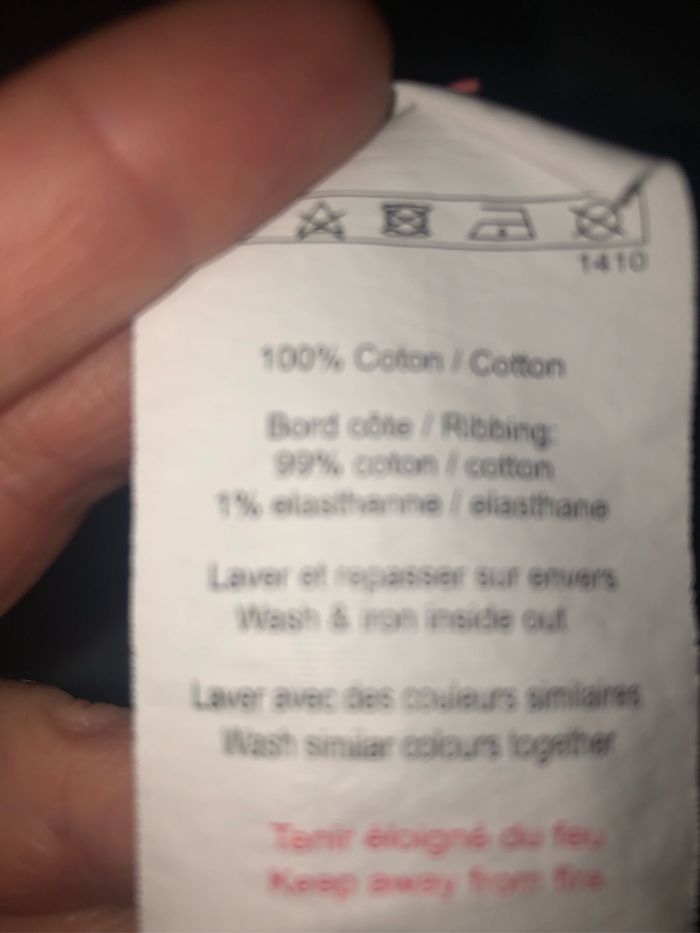 1410
100% Coton / Cotton
Bord côte / Ribbing:
99% coton / cotton
1% elasthanne / elasthane
Laver et repasser sur envers
Wash & iron inside out
Laver avec des couleurs similaires
Wash similar colours together
Tenir éloigné du feu
Keep away from fire